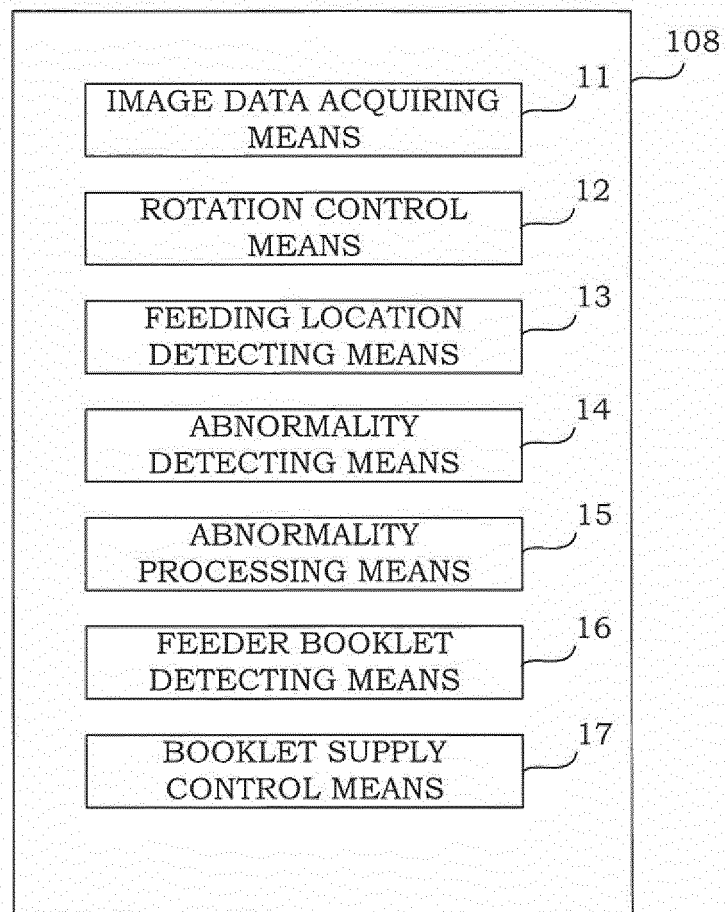 108
11
IMAGE DATA ACQUIRING
MEANS
12
ROTATION CONTROL
MEANS
13
FEEDING LOCATION
DETECTING MEANS
14
ABNORMALITY
DETECTING MEANS
15
ABNORMALITY
PROCESSING MEANS
16
FEEDER BOOKLET
DETECTING MEANS
17
BOOKLET SUPPLY
CONTROL MEANS